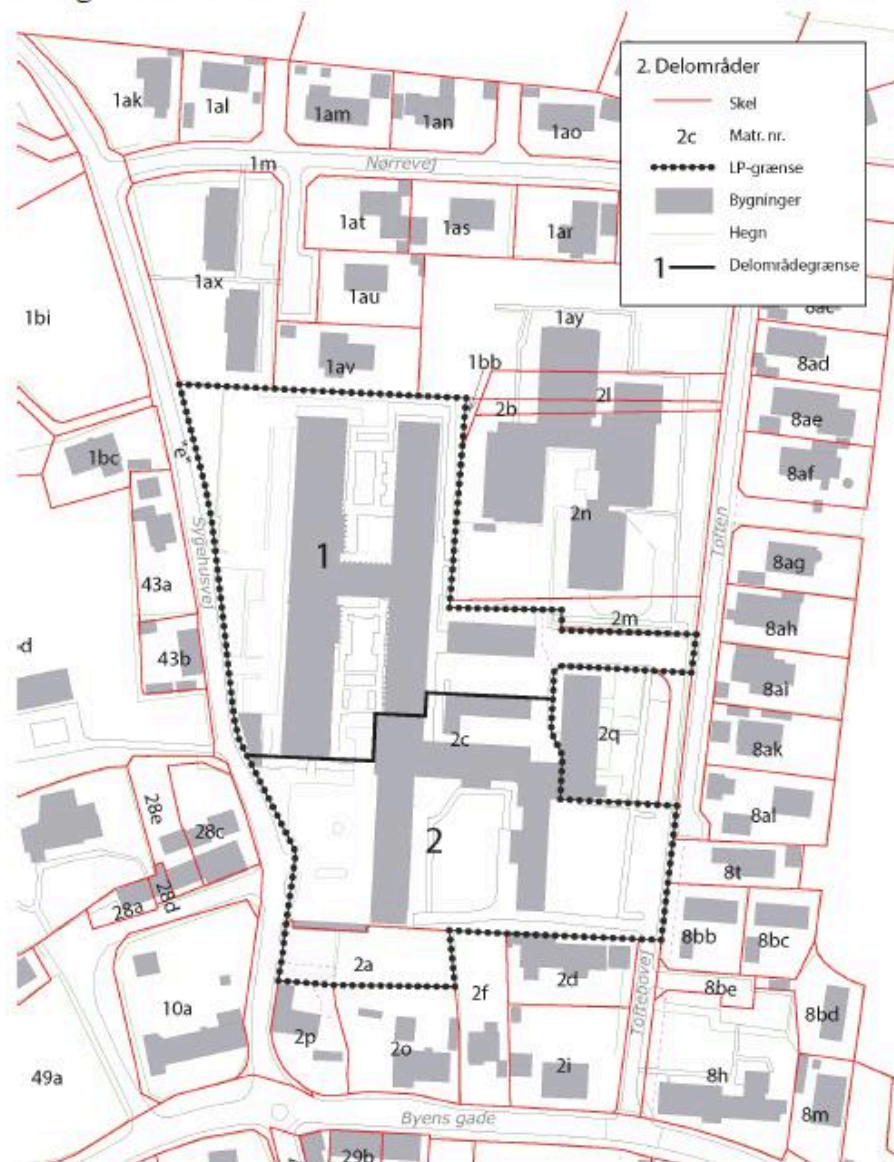 2. Delområder
Skel
2c Matr. nr.
LP-grænse
Bygninger
Hegn
1 Delområdegrænse
1ak
1al
1am
1an
1ao
1m
Nørrevej
1at
1as
1ar
1ax
1au
1bi
1av
1ay
1bb
2l
2b
8ad
8ae
"e"
1bc
8af
2n
Toften
Sygehusvej
1
43a
8ag
2m
8ah
43b
8ai
2c
2q
8ak
28e
28c
2
8al
28d
28a
8t
2a
8bb
8bc
2f
2d
Toftebovej
8be
10a
2p
2o
8bd
49a
2i
8h
8m
Byens gade
29b